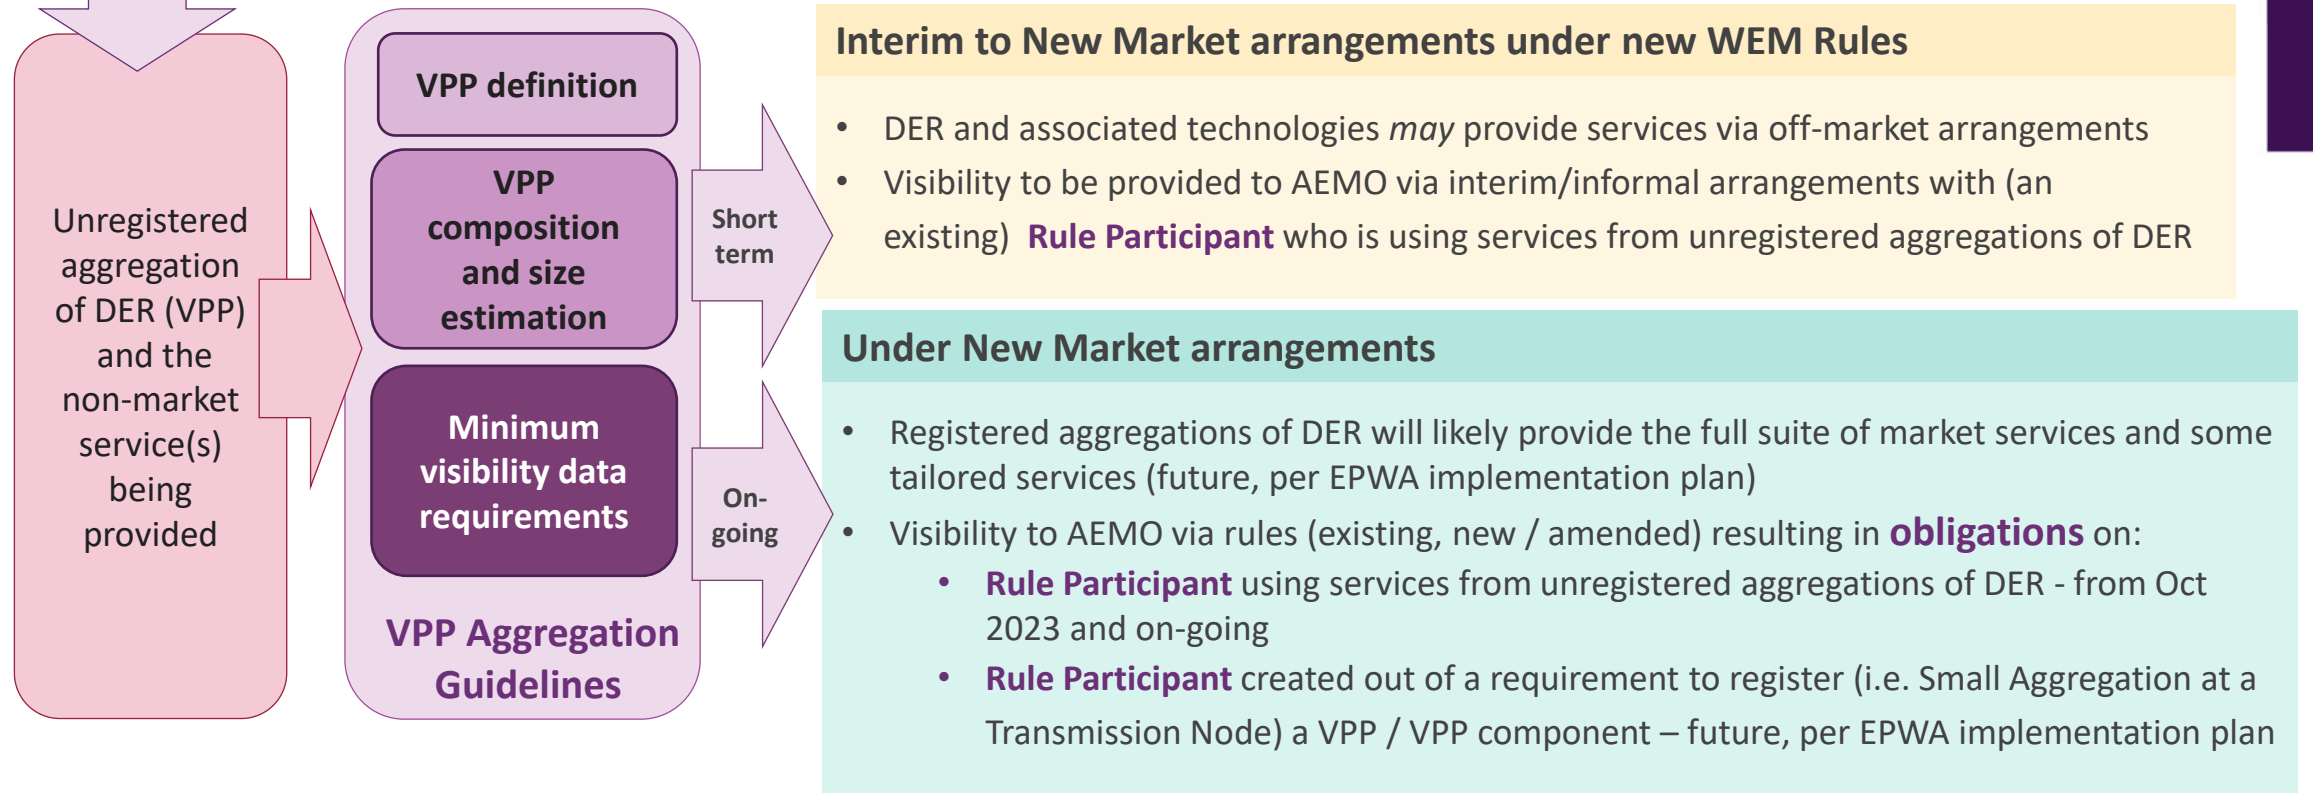 Unregistered
aggregation
of DER (VPP)
and the
non-market
service(s)
being
provided
VPP definition
VPP
composition
and size
estimation
Minimum
visibility data
requirements
VPP Aggregation
Guidelines
Short
term
On-
going
Interim to New Market arrangements under new WEM Rules
• DER and associated technologies may provide services via off-market arrangements
• Visibility to be provided to AEMO via interim/informal arrangements with (an
existing) Rule Participant who is using services from unregistered aggregations of DER
Under New Market arrangements
• Registered aggregations of DER will likely provide the full suite of market services and some
tailored services (future, per EPWA implementation plan)
• Visibility to AEMO via rules (existing, new / amended) resulting in obligations on:
• Rule Participant using services from unregistered aggregations of DER - from Oct
2023 and on-going
• Rule Participant created out of a requirement to register (i.e. Small Aggregation at a
Transmission Node) a VPP / VPP component – future, per EPWA implementation plan